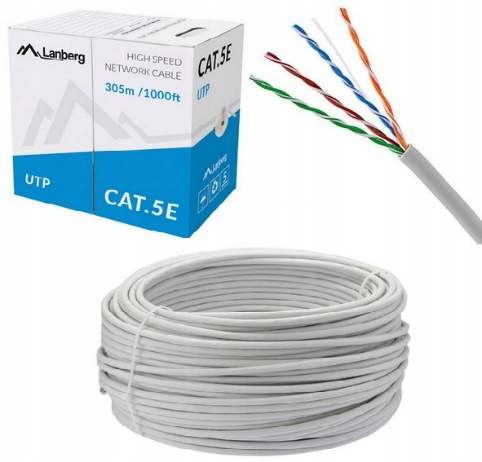 Lanberg
HIGH SPEED
NETWORK CABLE
305m /1000ft
UTP
CAT.5E
UTP
CAT.5E